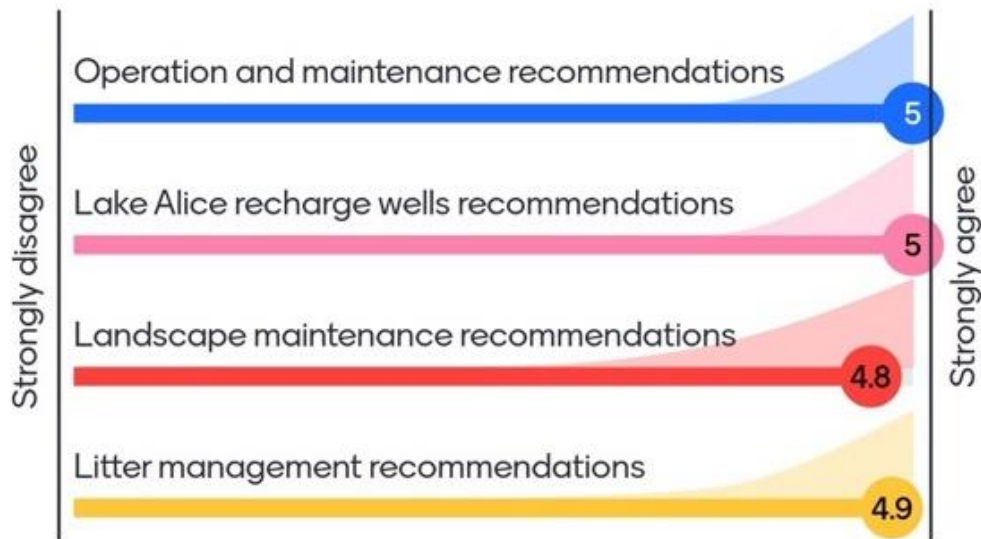 Strongly disagree
Operation and maintenance recommendations
5
Lake Alice recharge wells recommendations
5
Landscape maintenance recommendations
4.8
Litter management recommendations
4.9
Strongly agree